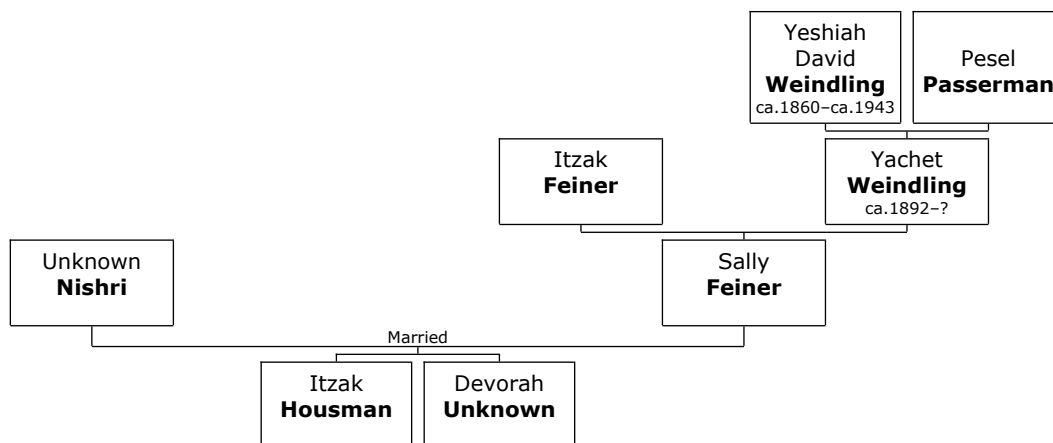 Yeshiah
David
Weindling
ca.1860–ca.1943
Pesel
Passerman
Itzak
Feiner
Yachet
Weindling
ca.1892–?
Unknown
Nishri
Sally
Feiner
Married
Itzak
Housman
Devorah
Unknown